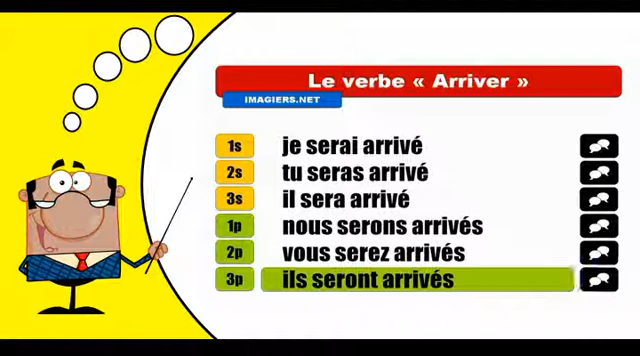 Le verbe « Arriver »
IMAGIERS.NET
1s je serai arrivé
2s tu seras arrivé
3s il sera arrivé
1p nous serons arrivés
2p vous serez arrivés
3p ils seront arrivés